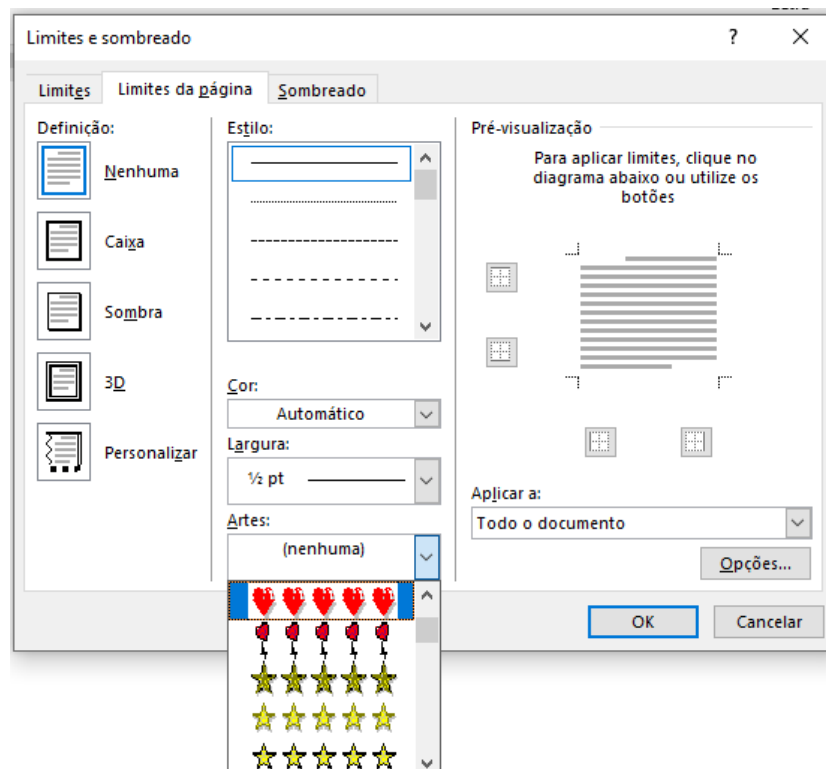 Limites e sombreado
?
Limites
Limites da página
Sombreado
Definição:
Nenhuma
Caixa
Sombra
3D
Personalizar
Estilo:
Cor:
Automático
Largura:
½ pt
Artes:
(nenhuma)
Pré-visualização
Para aplicar limites, clique no
diagrama abaixo ou utilize os
botões
Aplicar a:
Todo o documento
Opções...
OK
Cancelar